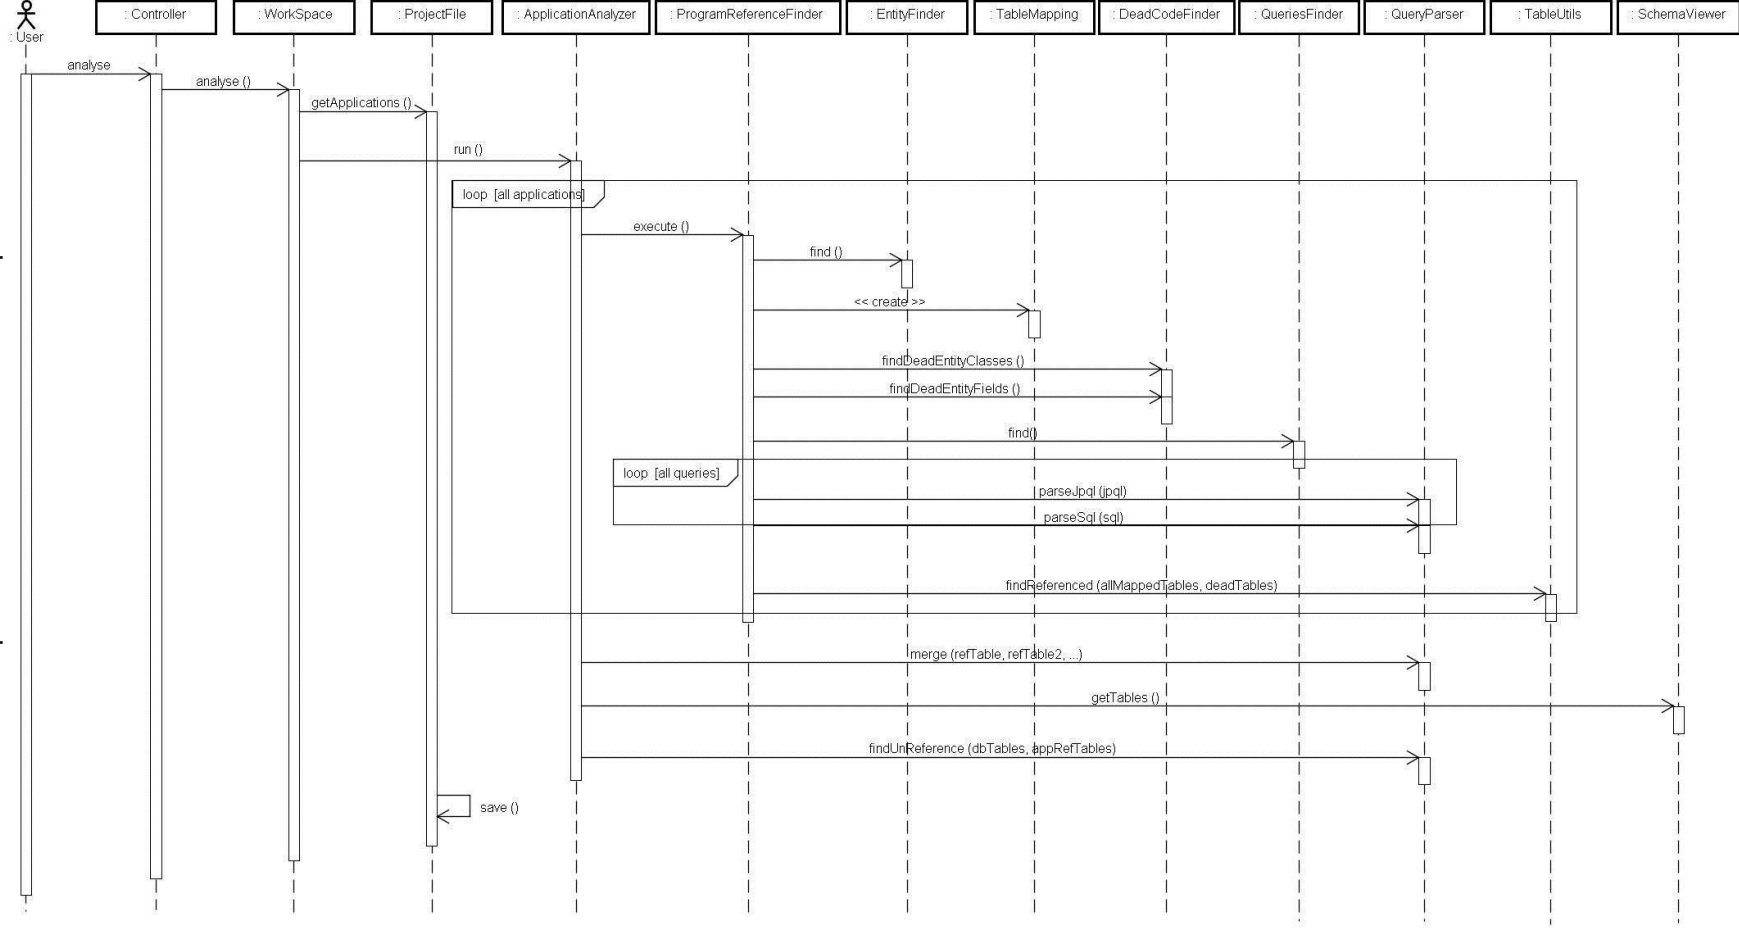 : Controller
: WorkSpace
: ProjectFile
: ApplicationAnalyzer
: ProgramReferenceFinder
: EntityFinder
: TableMapping
: DeadCodeFinder
: QueriesFinder
: QueryParser
: TableUtils
: SchemaViewer
: User
analyse
analyse ()
getApplications ()
run ()
loop [all applications]
execute ()
find ()
<< create >>
findDeadEntityClasses ()
findDeadEntityFields ()
find()
loop [all queries]
parseJpql (jpql)
parseSql (sql)
findReferenced (allMappedTables, deadTables)
merge (refTable, refTable2, ...)
getTables ()
findUnReference (dbTables, appRefTables)
save ()